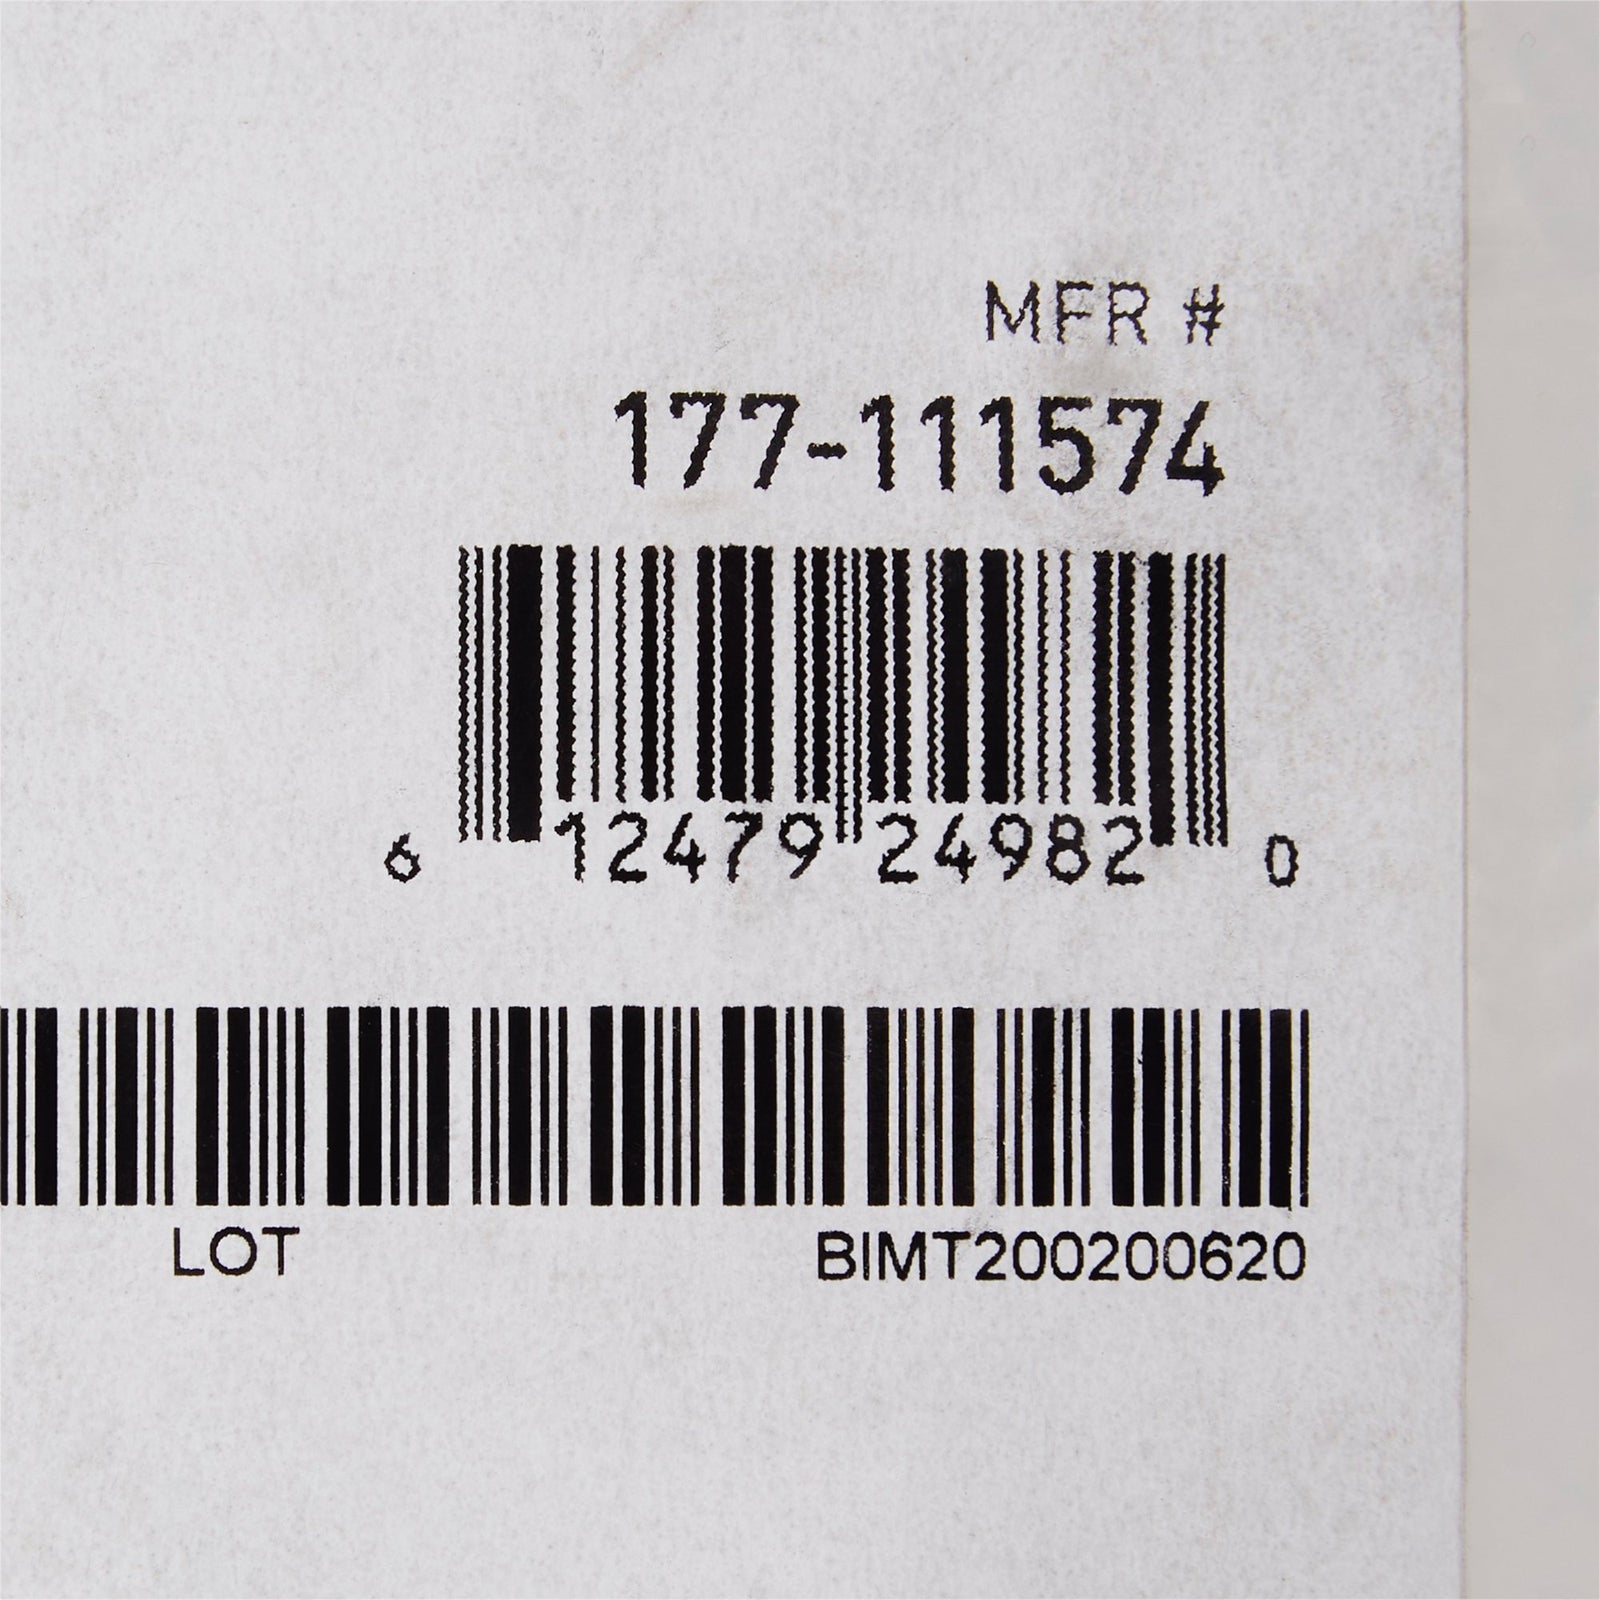 MFR #
177-111574
6 12479 24982 0
LOT BIMT200200620